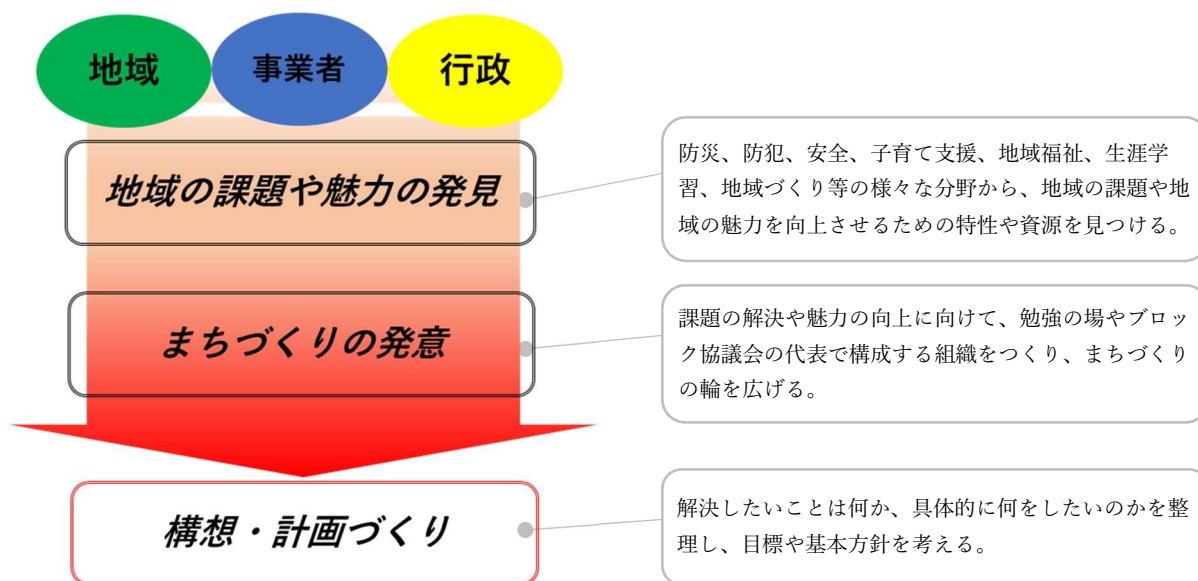 地域
事業者
行政
地域の課題や魅力の発見
防災、防犯、安全、子育て支援、地域福祉、生涯学
習、地域づくり等の様々な分野から、地域の課題や地
域の魅力を向上させるための特性や資源を見つける。
まちづくりの発意
課題の解決や魅力の向上に向けて、勉強の場やブロッ
ク協議会の代表で構成する組織をつくり、まちづくり
の輪を広げる。
構想・計画づくり
解決したいことは何か、具体的に何をしたいのかを整
理し、目標や基本方針を考える。